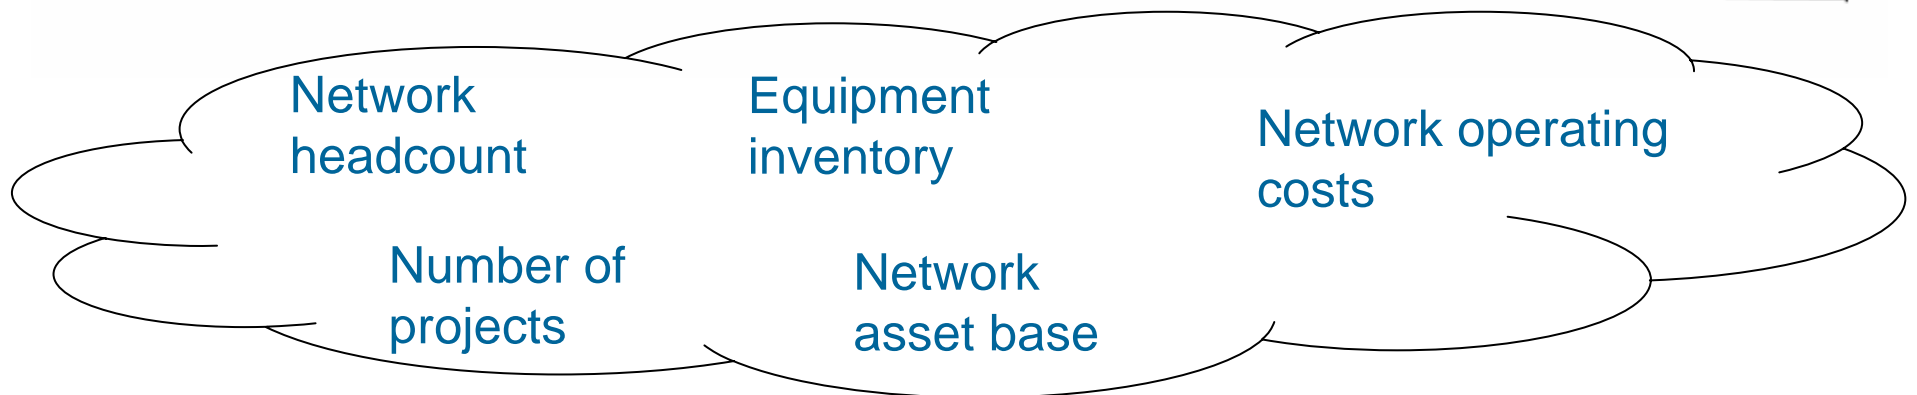 Network
headcount
Equipment
inventory
Network operating
costs
Number of
projects
Network
asset base